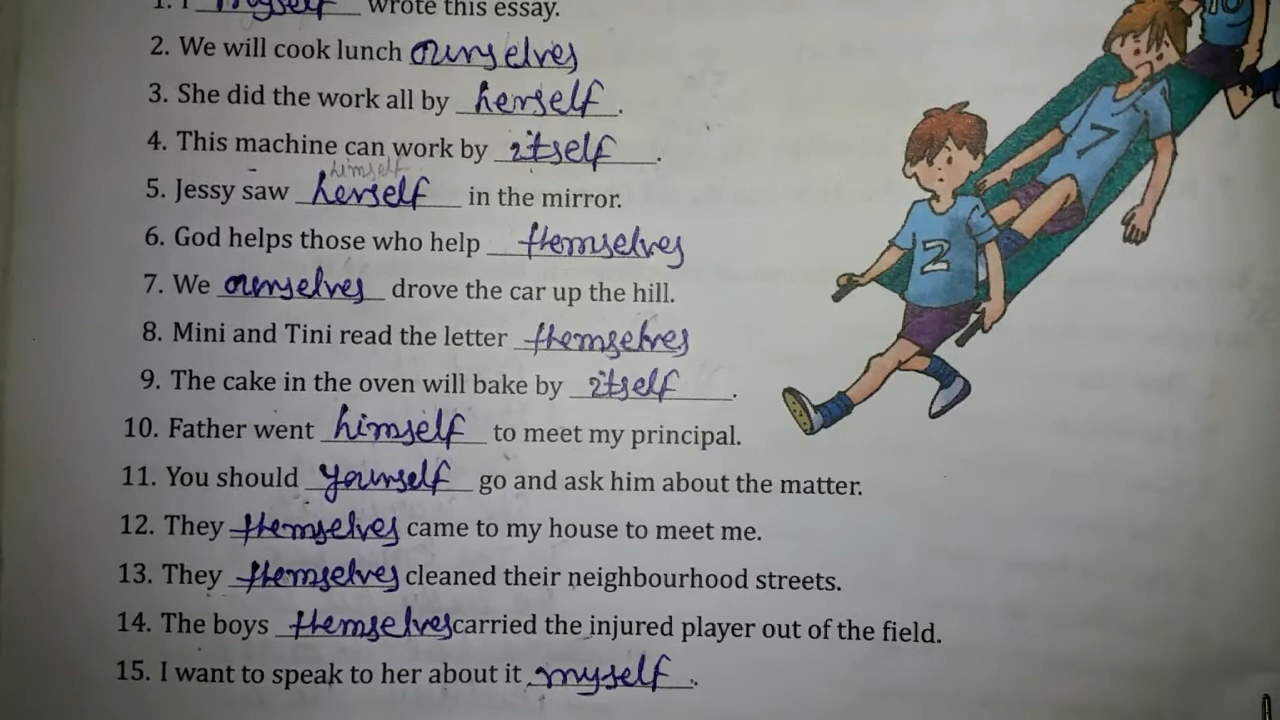 1. I myself wrote this essay.
2. We will cook lunch ourselves
3. She did the work all by herself.
4. This machine can work by itself.
himself
5. Jessy saw herself in the mirror.
6. God helps those who help themselves
7. We ourselves drove the car up the hill.
8. Mini and Tini read the letter themselves
9. The cake in the oven will bake by itself.
10. Father went himself to meet my principal.
11. You should yourself go and ask him about the matter.
12. They themselves came to my house to meet me.
13. They themselves cleaned their neighbourhood streets.
14. The boys themselves carried the injured player out of the field.
15. I want to speak to her about it myself.
10
7
2